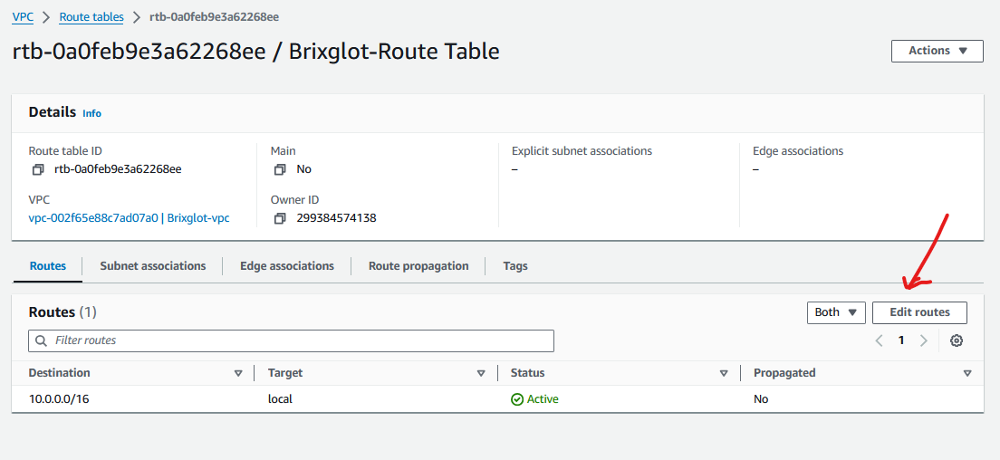 VPC > Route tables > rtb-0a0feb9e3a62268ee
rtb-0a0feb9e3a62268ee / Brixglot-Route Table
Actions
Details Info
Route table ID
rtb-0a0feb9e3a62268ee
Main
No
Explicit subnet associations
–
Edge associations
–
VPC
vpc-002f65e88c7ad07a0 | Brixglot-vpc
Owner ID
299384574138
Routes Subnet associations Edge associations Route propagation Tags
Routes (1)
Both
Edit routes
Filter routes
1
Destination Target Status Propagated
10.0.0.0/16 local Active No